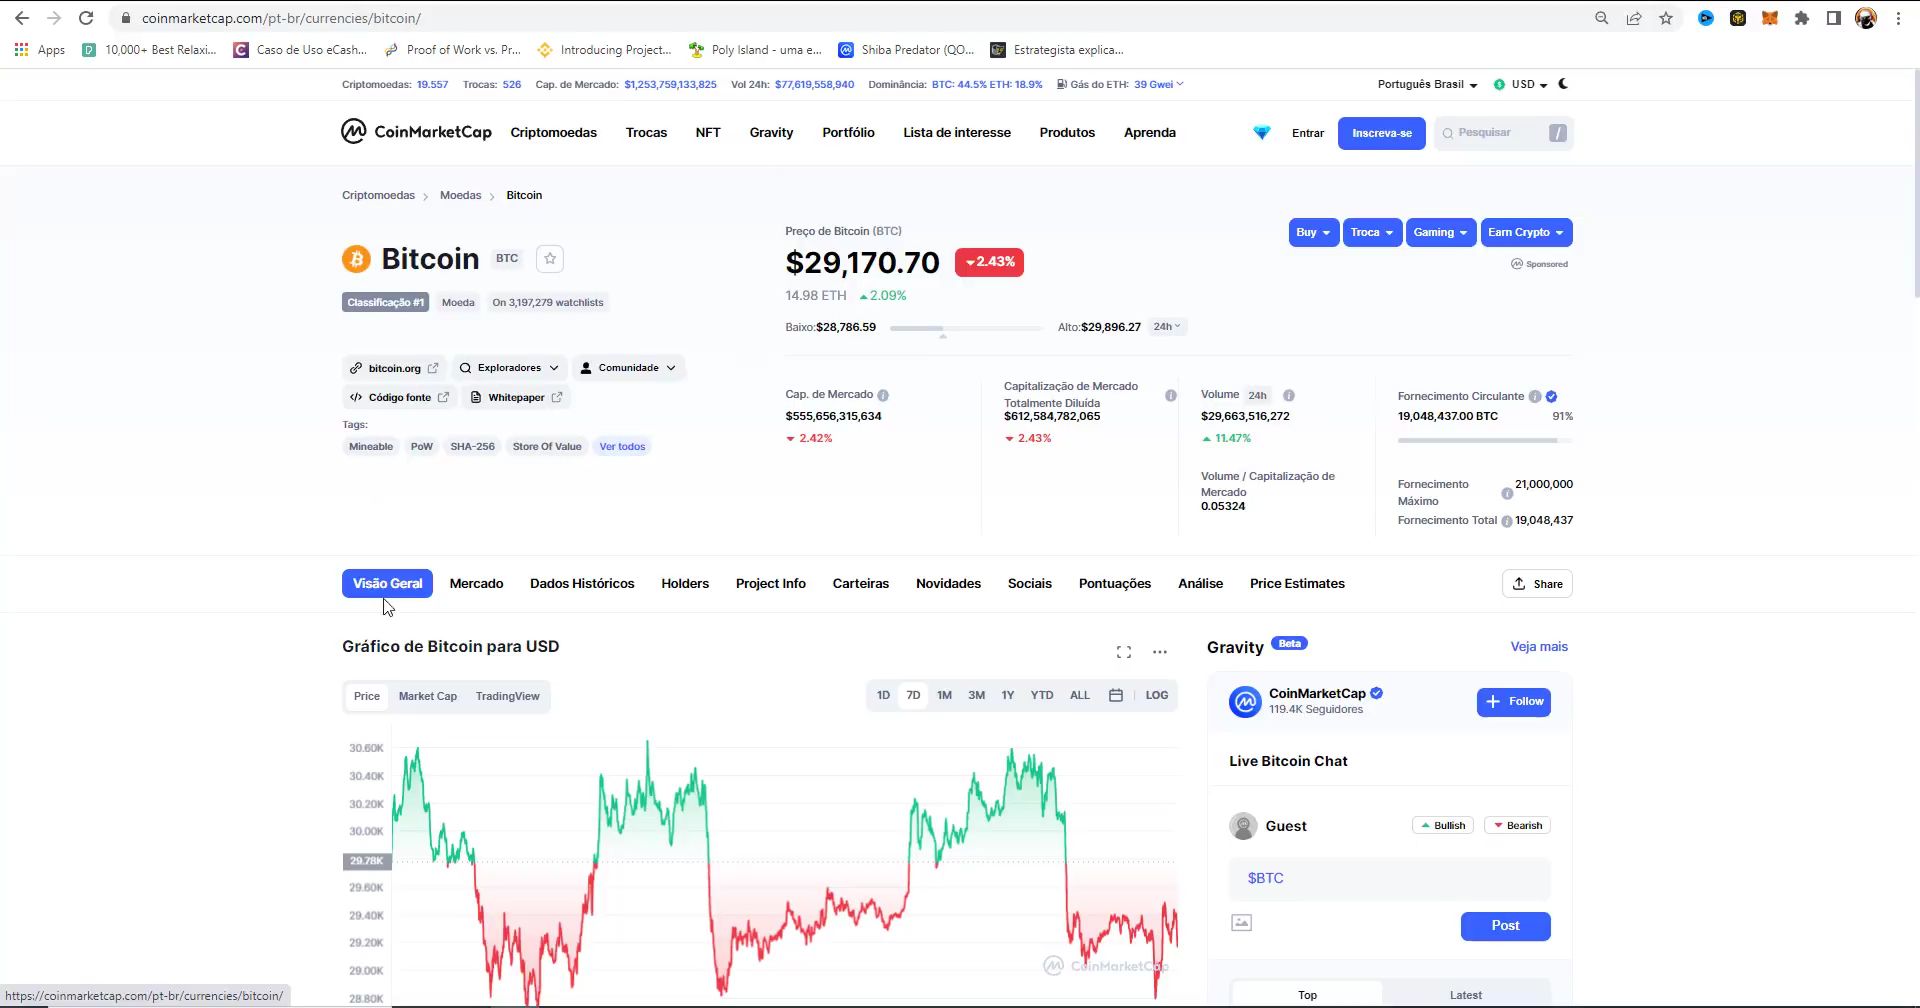 coinmarketcap.com/pt-br/currencies/bitcoin/
Apps 10,000+ Best Relaxi... Caso de Uso eCash... Proof of Work vs. Pr... Introducing Project... Poly Island - uma e... Shiba Predator (QO... Estrategista explica...
Criptomoedas: 19.557 Trocas: 526 Cap. de Mercado: $1,253,759,133,825 Vol 24h: $77,619,558,940 Dominância: BTC: 44.5% ETH: 18.9% Gás do ETH: 39 Gwei Português Brasil USD
CoinMarketCap Criptomoedas Trocas NFT Gravity Portfólio Lista de interesse Produtos Aprenda Entrar Inscreva-se Pesquisar /
Criptomoedas Moedas Bitcoin
Bitcoin BTC
Classificação #1 Moeda On 3,197,279 watchlists
bitcoin.org Exploradores Comunidade
Código fonte Whitepaper
Tags:
Mineable PoW SHA-256 Store Of Value Ver todos
Preço de Bitcoin (BTC)
$29,170.70 2.43%
14.98 ETH 2.09%
Baixo:$28,786.59 Alto:$29,896.27 24h
Buy Troca Gaming Earn Crypto
Sponsored
Cap. de Mercado
$555,656,315,634
2.42%
Capitalização de Mercado
Totalmente Diluída
$612,584,782,065
2.43%
Volume 24h
$29,663,516,272
11.47%
Volume / Capitalização de
Mercado
0.05324
Fornecimento Circulante
19,048,437.00 BTC 91%
Fornecimento
Máximo
21,000,000
Fornecimento Total 19,048,437
Visão Geral Mercado Dados Históricos Holders Project Info Carteiras Novidades Sociais Pontuações Análise Price Estimates Share
Gráfico de Bitcoin para USD
Price Market Cap TradingView 1D 7D 1M 3M 1Y YTD ALL LOG
30.60K
30.40K
30.20K
30.00K
29.78K
29.60K
29.40K
29.20K
29.00K
28.80K
CoinMarketCap
Gravity Beta Veja mais
CoinMarketCap
119.4K Seguidores
Follow
Live Bitcoin Chat
Guest Bullish Bearish
$BTC
Post
Top Latest
https://coinmarketcap.com/pt-br/currencies/bitcoin/